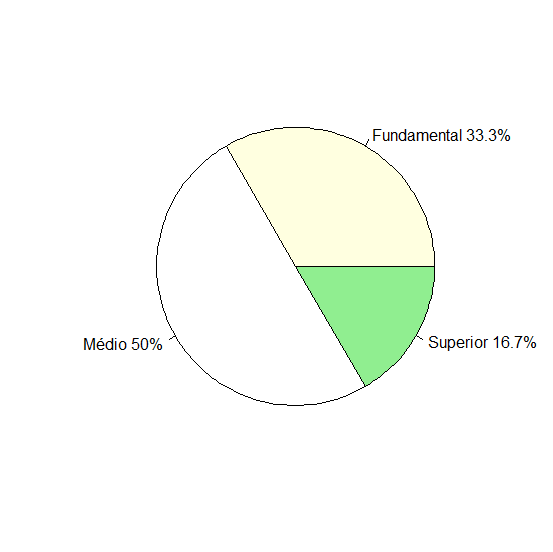 Fundamental 33.3%
Médio 50%
Superior 16.7%